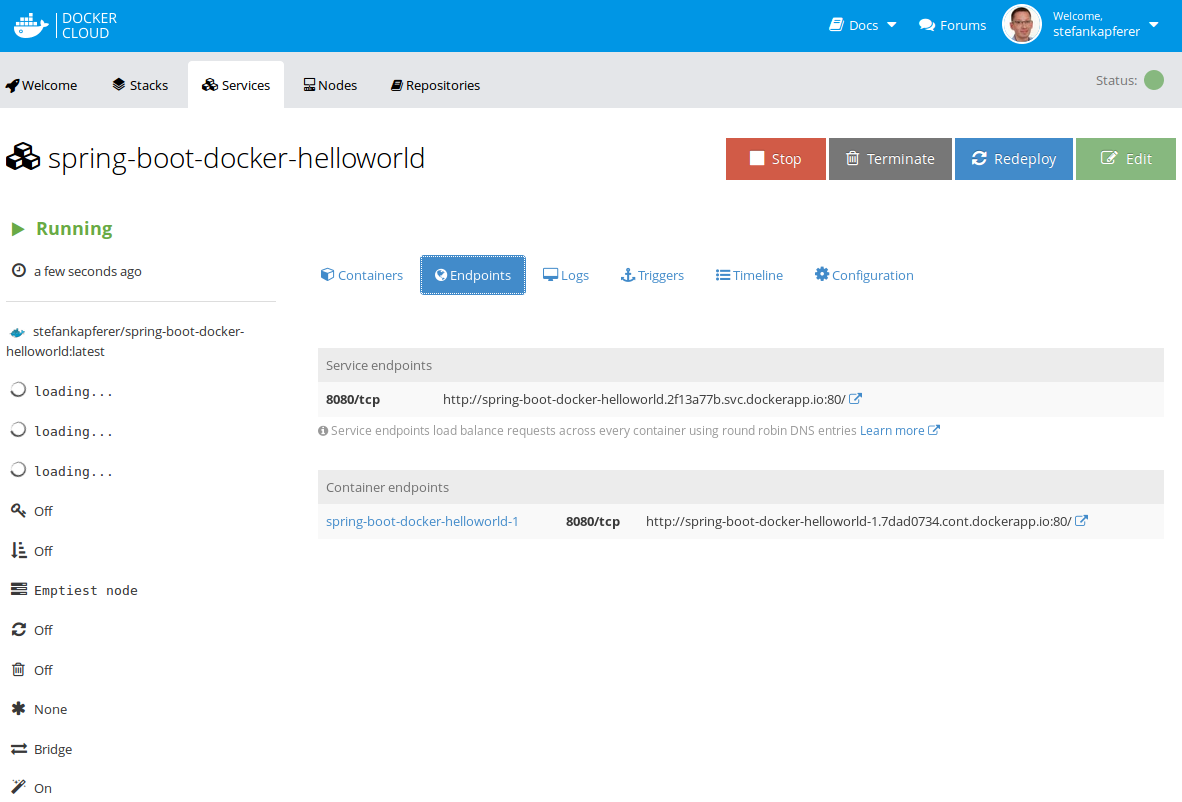 DOCKER
CLOUD
Docs
Forums
Welcome,
stefankapferer
Welcome
Stacks
Services
Nodes
Repositories
Status:
spring-boot-docker-helloworld
Stop
Terminate
Redeploy
Edit
Running
a few seconds ago
Containers
Endpoints
Logs
Triggers
Timeline
Configuration
stefankapferer/spring-boot-docker-
helloworld:latest
loading...
loading...
loading...
Off
Off
Emptiest node
Off
Off
None
Bridge
On
Service endpoints
8080/tcp http://spring-boot-docker-helloworld.2f13a77b.svc.dockerapp.io:80/
Service endpoints load balance requests across every container using round robin DNS entries Learn more
Container endpoints
spring-boot-docker-helloworld-1 8080/tcp http://spring-boot-docker-helloworld-1.7dad0734.cont.dockerapp.io:80/